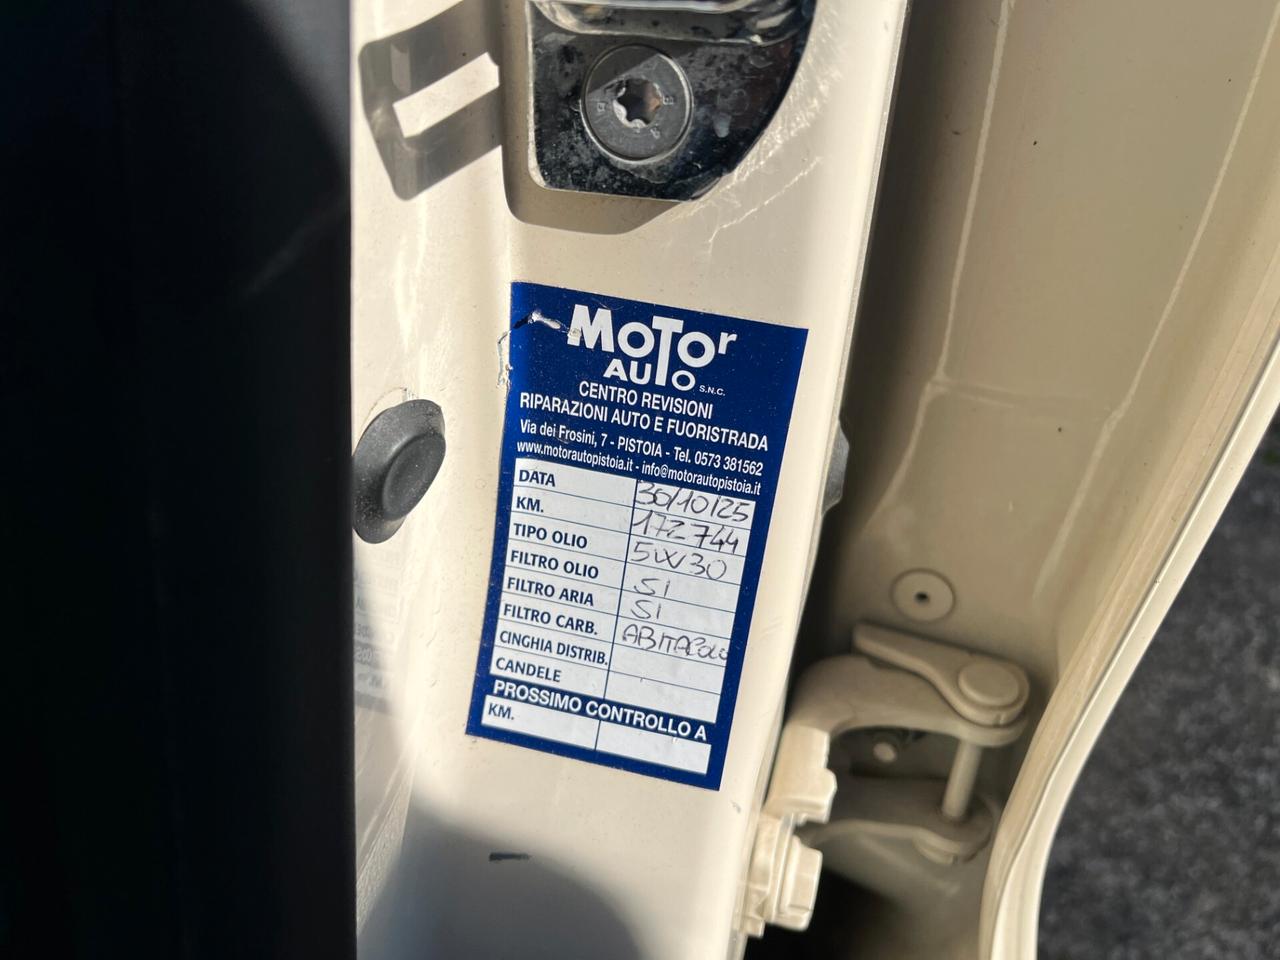 MoTor
AUTO S.N.C.
CENTRO REVISIONI
RIPARAZIONI AUTO E FUORISTRADA
Via dei Frosini, 7 - PISTOIA - Tel. 0573 381562
www.motorautopistoia.it - info@motorautopistoia.it
DATA 30/10/25
KM. 172744
TIPO OLIO 5W30
FILTRO OLIO SI
FILTRO ARIA SI
FILTRO CARB. ABITACOLO
CINGHIA DISTRIB.
CANDELE
PROSSIMO CONTROLLO A
KM.